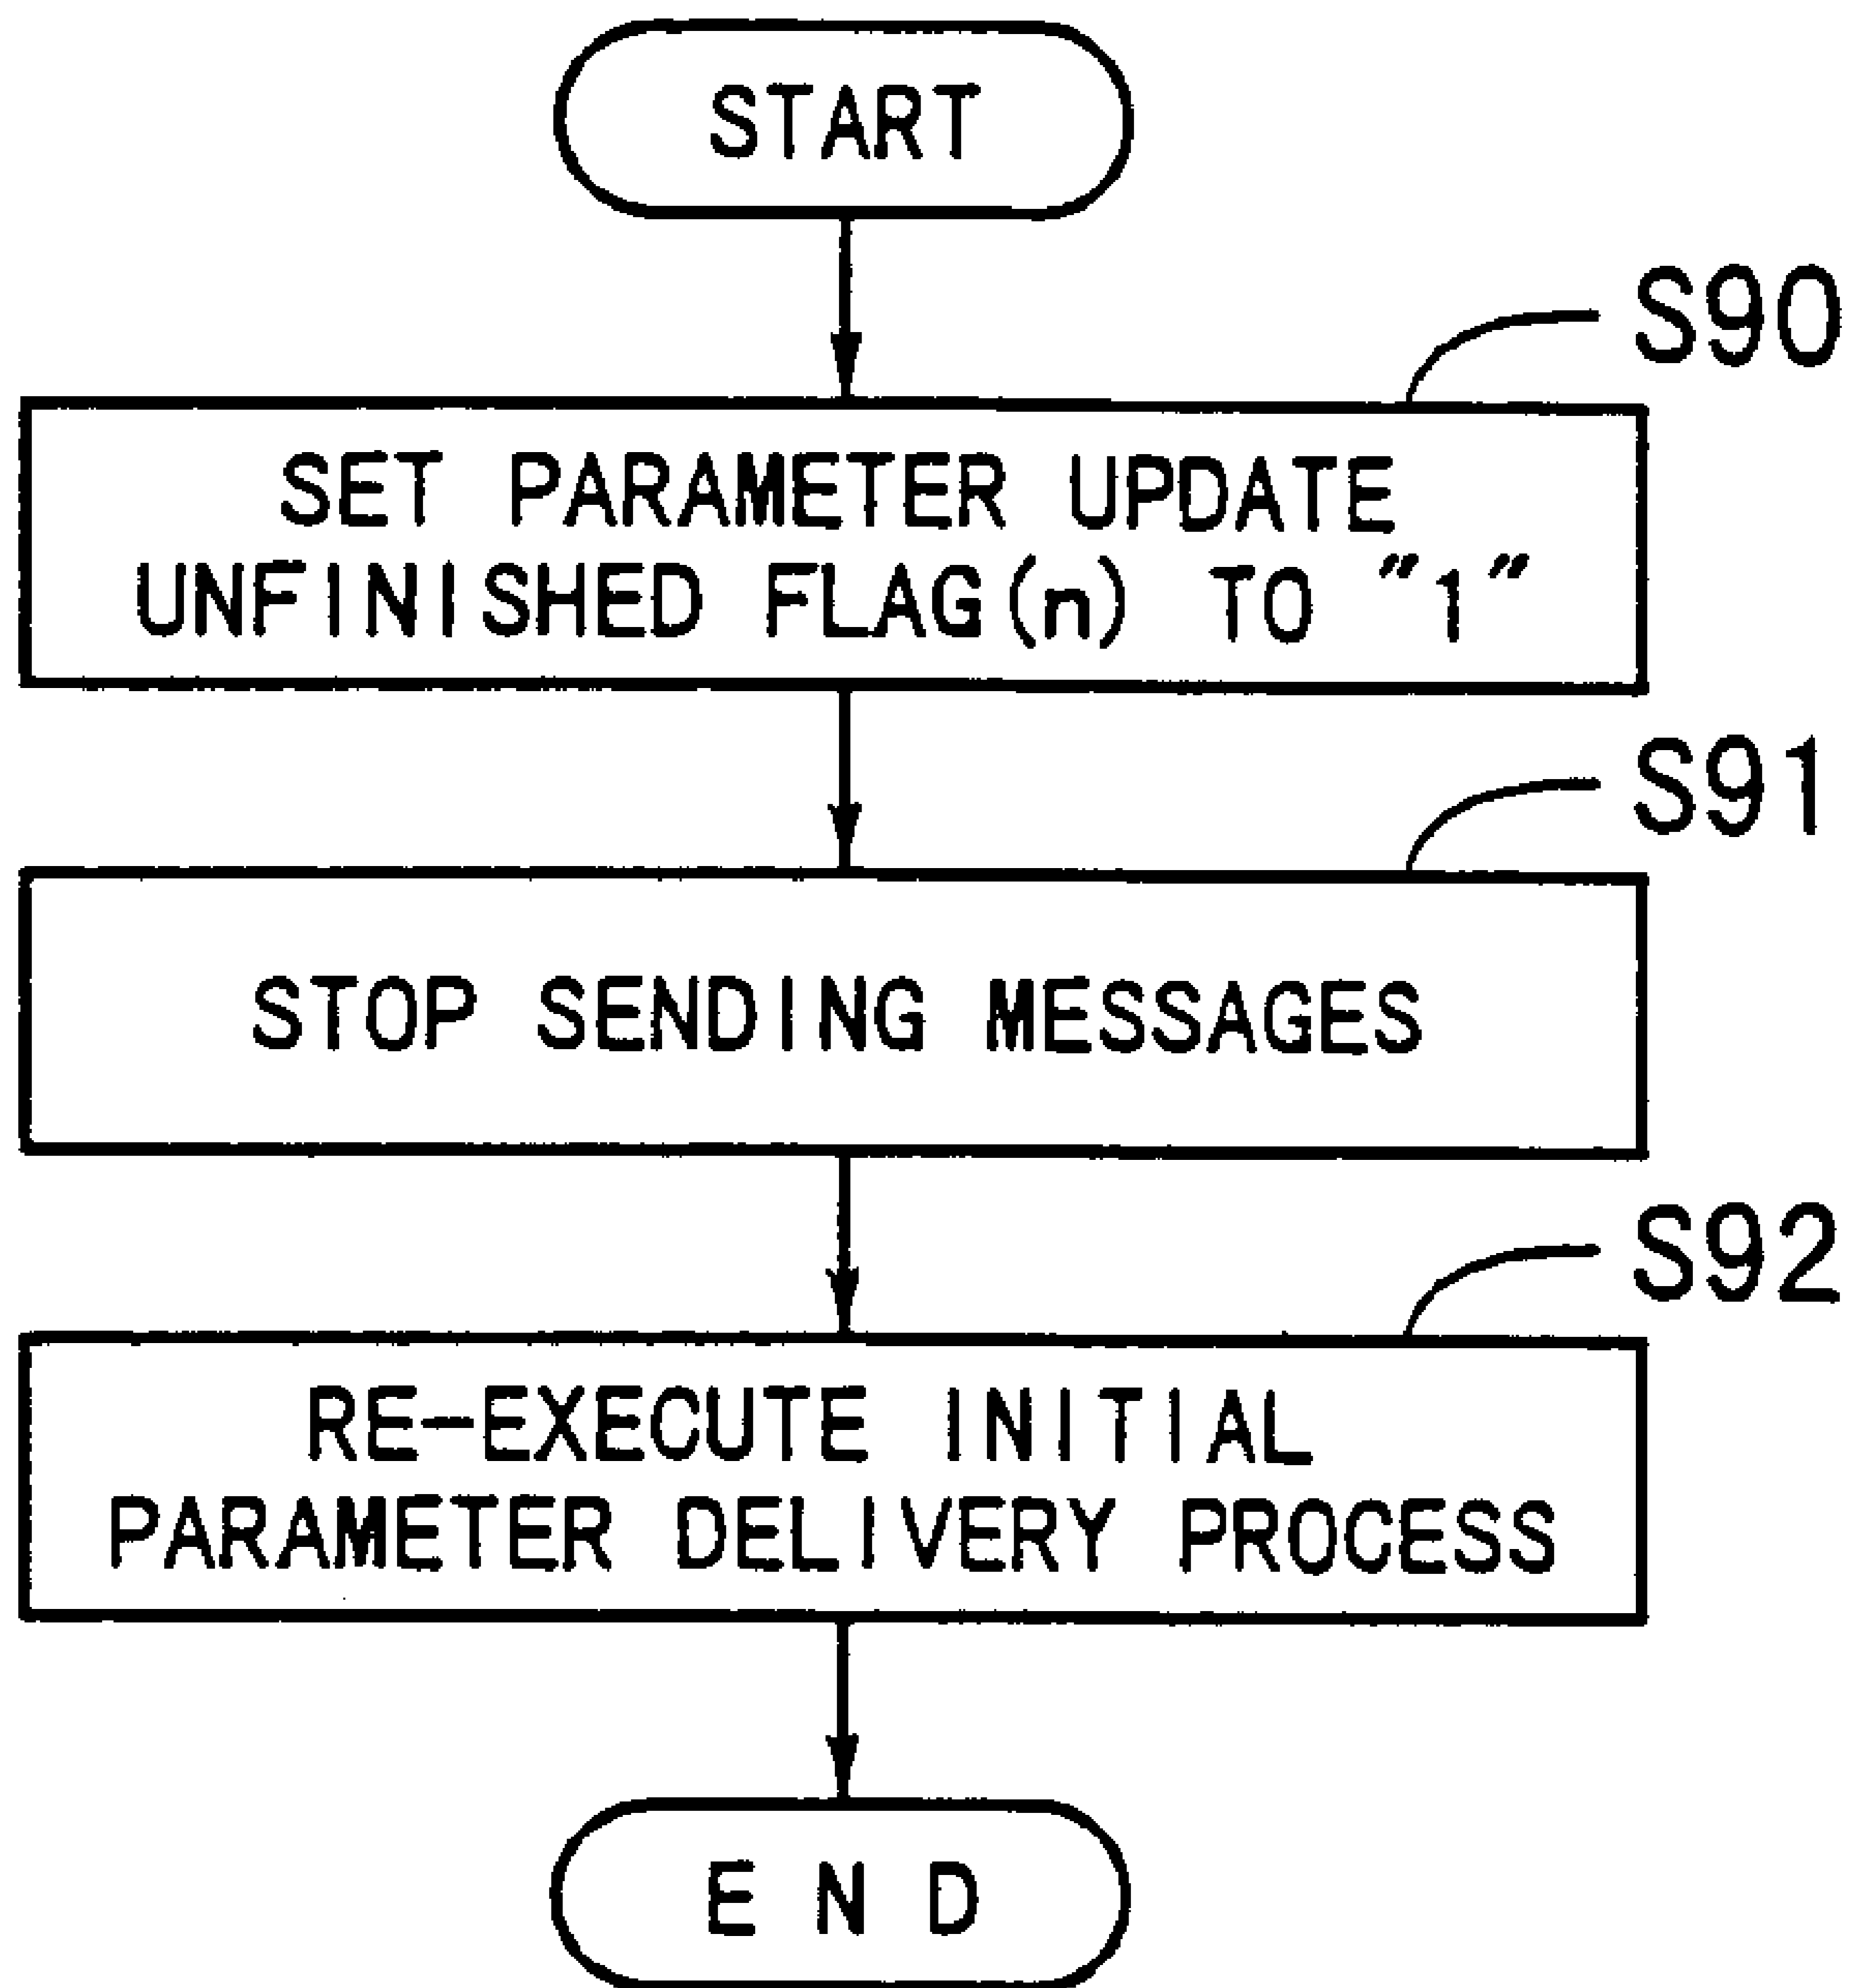 START
S90
SET PARAMETER UPDATE
UNFINISHED FLAG(n) TO "1"
S91
STOP SENDING MESSAGES
S92
RE-EXECUTE INITIAL
PARAMETER DELIVERY PROCESS
END